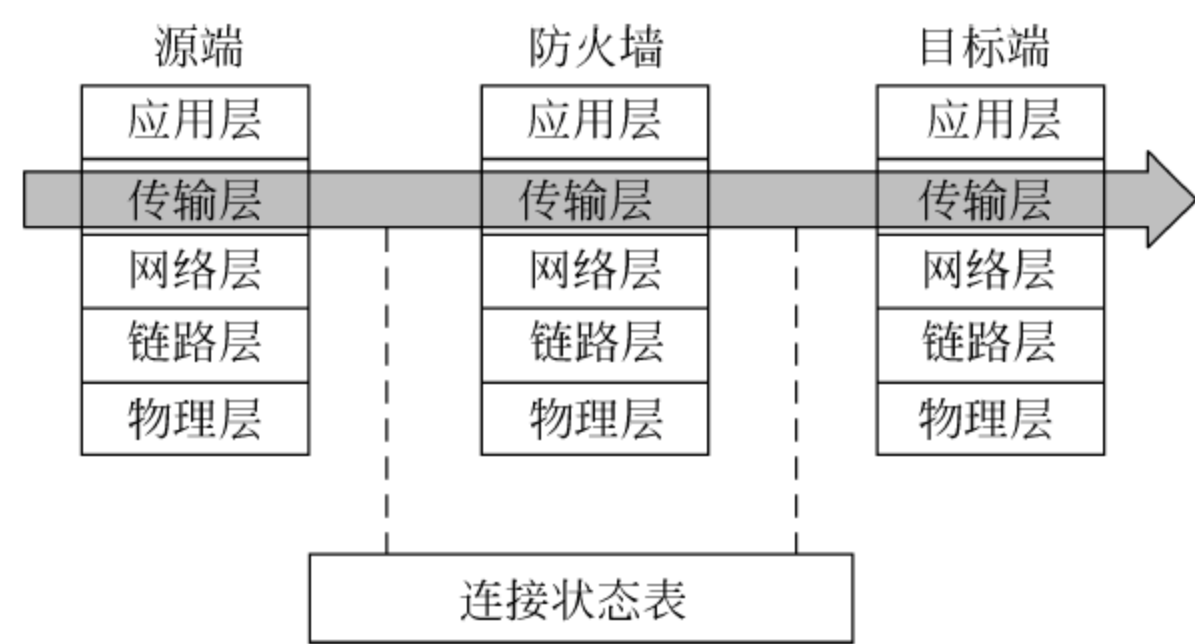 源端 防火墙 目标端
应用层 应用层 应用层
传输层 传输层 传输层
网络层 网络层 网络层
链路层 链路层 链路层
物理层 物理层 物理层
连接状态表